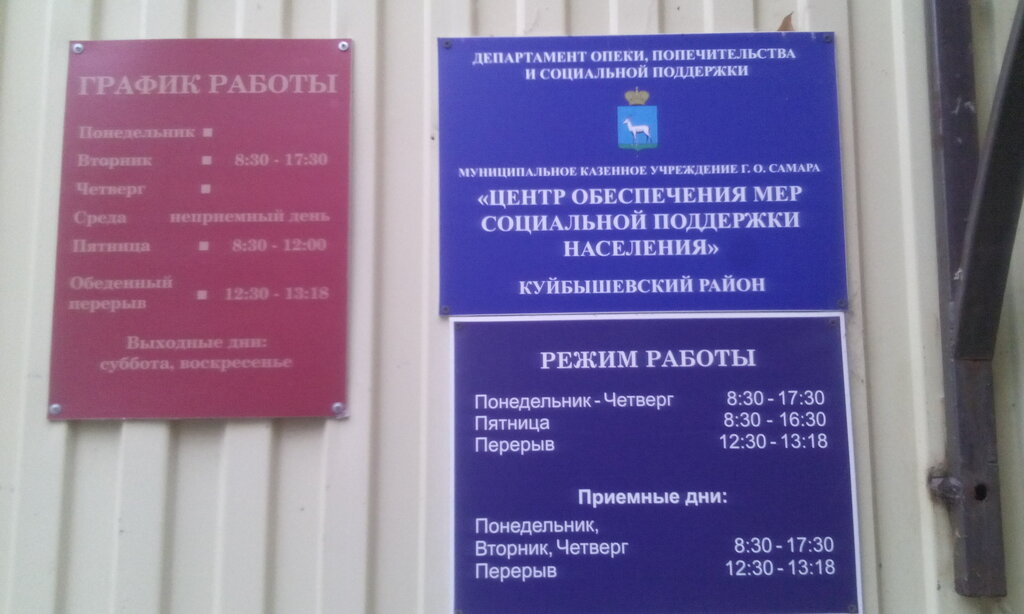 ГРАФИК РАБОТЫ
Понедельник
Вторник 8:30 - 17:30
Четверг
Среда неприемный день
Пятница 8:30 - 12:00
Обеденный
перерыв 12:30 - 13:18
Выходные дни:
суббота, воскресенье
ДЕПАРТАМЕНТ ОПЕКИ, ПОПЕЧИТЕЛЬСТВА
И СОЦИАЛЬНОЙ ПОДДЕРЖКИ
МУНИЦИПАЛЬНОЕ КАЗЕННОЕ УЧРЕЖДЕНИЕ Г. О. САМАРА
«ЦЕНТР ОБЕСПЕЧЕНИЯ МЕР
СОЦИАЛЬНОЙ ПОДДЕРЖКИ
НАСЕЛЕНИЯ»
КУЙБЫШЕВСКИЙ РАЙОН
РЕЖИМ РАБОТЫ
Понедельник - Четверг 8:30 - 17:30
Пятница 8:30 - 16:30
Перерыв 12:30 - 13:18
Приемные дни:
Понедельник,
Вторник, Четверг 8:30 - 17:30
Перерыв 12:30 - 13:18